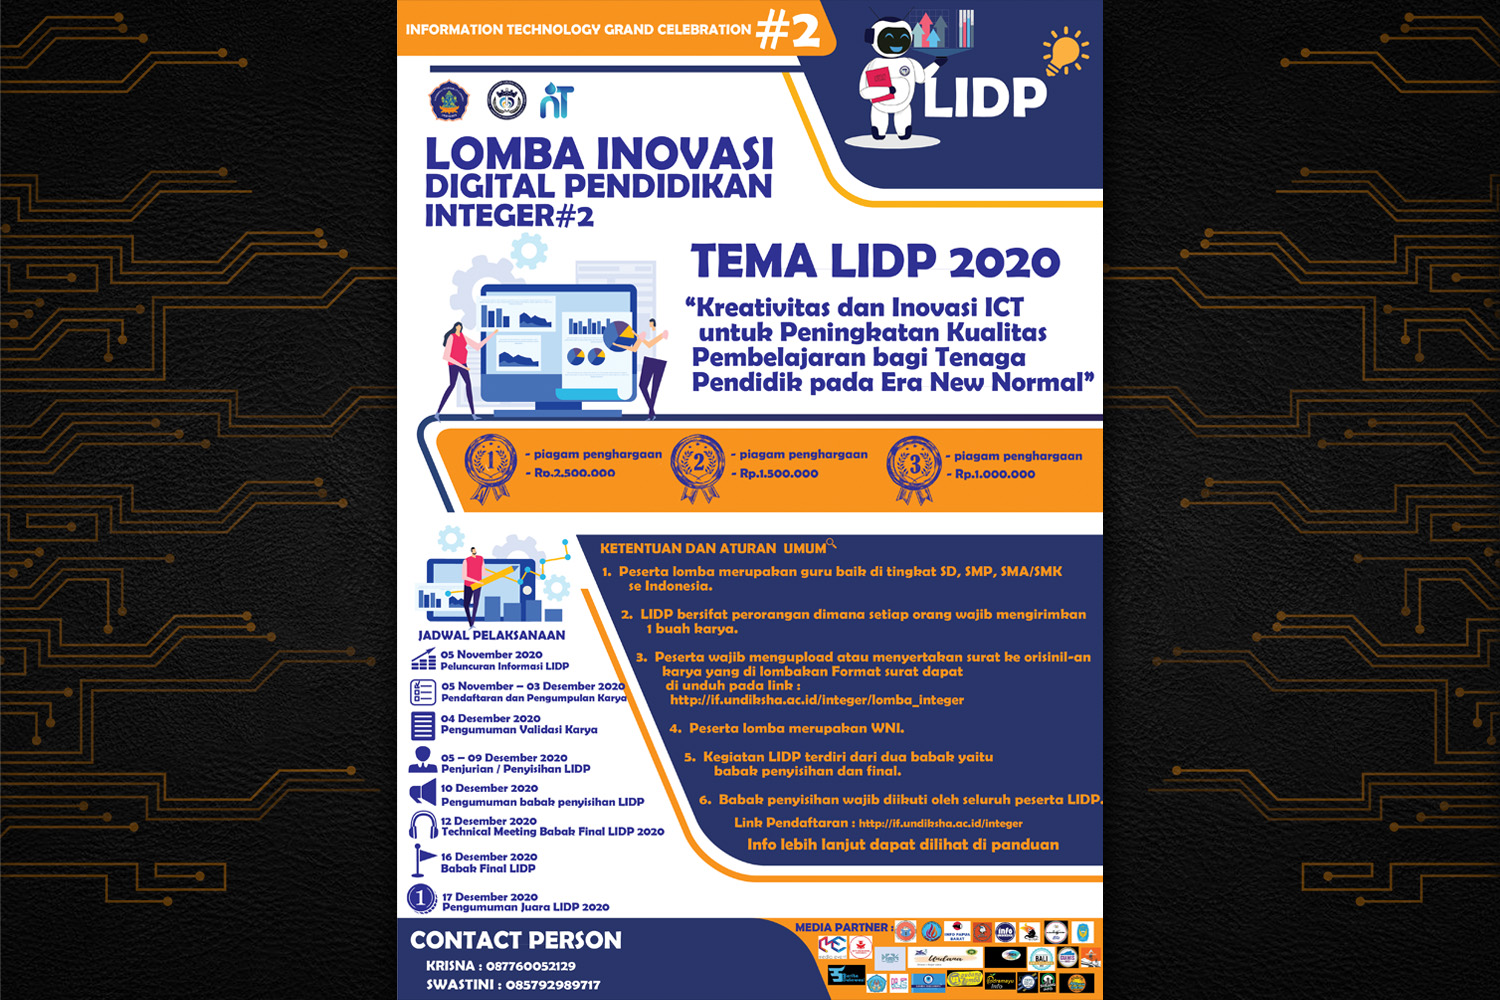 INFORMATION TECHNOLOGY GRAND CELEBRATION #2
LIDP
LOMBA INOVASI
DIGITAL PENDIDIKAN
INTEGER#2
TEMA LIDP 2020
“Kreativitas dan Inovasi ICT
untuk Peningkatan Kualitas
Pembelajaran bagi Tenaga
Pendidik pada Era New Normal”
1
- piagam penghargaan
- Rp.2.500.000
2
- piagam penghargaan
- Rp.1.500.000
3
- piagam penghargaan
- Rp.1.000.000
JADWAL PELAKSANAAN
05 November 2020
Peluncuran Informasi LIDP
05 November – 03 Desember 2020
Pendaftaran dan Pengumpulan Karya
04 Desember 2020
Pengumuman Validasi Karya
05 – 09 Desember 2020
Penjurian / Penyisihan LIDP
10 Desember 2020
Pengumuman babak penyisihan LIDP
12 Desember 2020
Technical Meeting Babak Final LIDP 2020
16 Desember 2020
Babak Final LIDP
1
17 Desember 2020
Pengumuman Juara LIDP 2020
KETENTUAN DAN ATURAN UMUM
1. Peserta lomba merupakan guru baik di tingkat SD, SMP, SMA/SMK
se Indonesia.
2. LIDP bersifat perorangan dimana setiap orang wajib mengirimkan
1 buah karya.
3. Peserta wajib mengupload atau menyertakan surat ke orisinil-an
karya yang di lombakan Format surat dapat
di unduh pada link :
http://if.undiksha.ac.id/integer/lomba_integer
4. Peserta lomba merupakan WNI.
5. Kegiatan LIDP terdiri dari dua babak yaitu
babak penyisihan dan final.
6. Babak penyisihan wajib diikuti oleh seluruh peserta LIDP.
Link Pendaftaran : http://if.undiksha.ac.id/integer
Info lebih lanjut dapat dilihat di panduan
CONTACT PERSON
KRISNA : 087760052129
SWASTINI : 085792989717
MEDIA PARTNER :
INFO PAPUA
BARAT
info
BALI